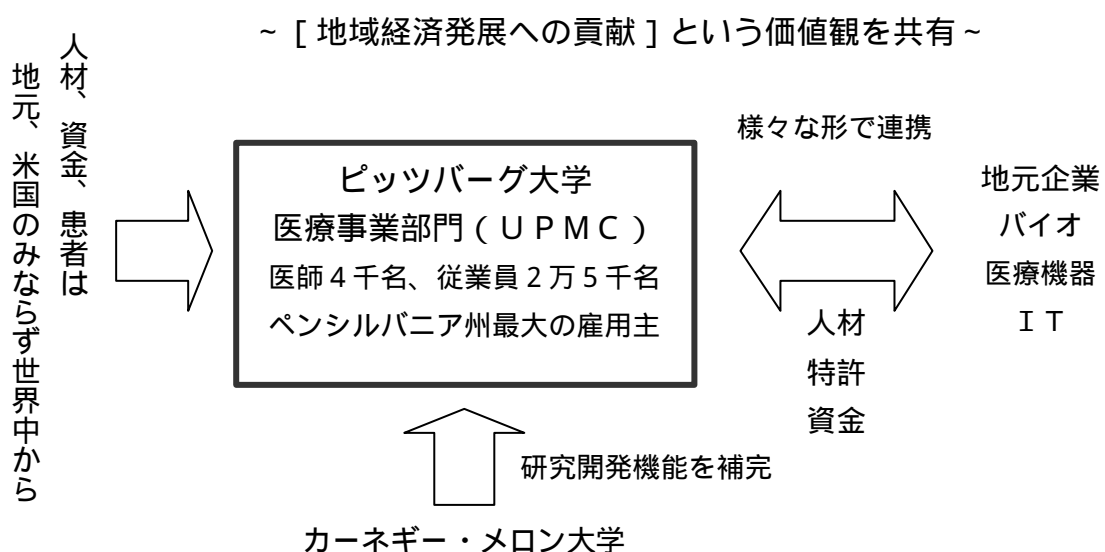 ~ [ 地域経済発展への貢献 ] という価値観を共有 ~
人材、資金、患者は
地元、米国のみならず世界中から
ピッツバーグ大学
医療事業部門（ＵＰＭＣ）
医師４千名、従業員２万５千名
ペンシルバニア州最大の雇用主
様々な形で連携
人材
特許
資金
地元企業
バイオ
医療機器
ＩＴ
研究開発機能を補完
カーネギー・メロン大学